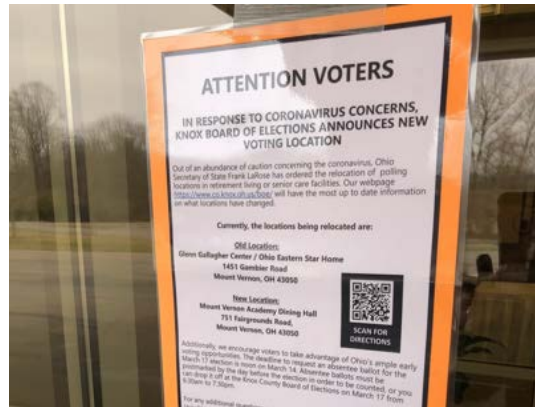 ATTENTION VOTERS
IN RESPONSE TO CORONAVIRUS CONCERNS,
KNOX BOARD OF ELECTIONS ANNOUNCES NEW
VOTING LOCATION
Out of an abundance of caution concerning the coronavirus, Ohio
Secretary of State Frank LaRose has ordered the relocation of polling
locations in retirement living or senior care facilities. Our webpage
https://www.co.knox.oh.us/boe/ will have the most up to date information
on what locations have changed.
Currently, the locations being relocated are:
Old Location:
Glenn Gallagher Center / Ohio Eastern Star Home
1451 Gambier Road
Mount Vernon, OH 43050
New Location:
Mount Vernon Academy Dining Hall
751 Fairgrounds Road,
Mount Vernon, OH 43050
SCAN FOR
DIRECTIONS
Additionally, we encourage voters to take advantage of Ohio's ample early
voting opportunities. The deadline to request an absentee ballot for the
March 17 election is noon on March 14. Absentee ballots must be
postmarked by the day before the election in order to be counted, or you
can drop it off at the Knox County Board of Elections on March 17 from
6:30am to 7:30pm.
For any additional